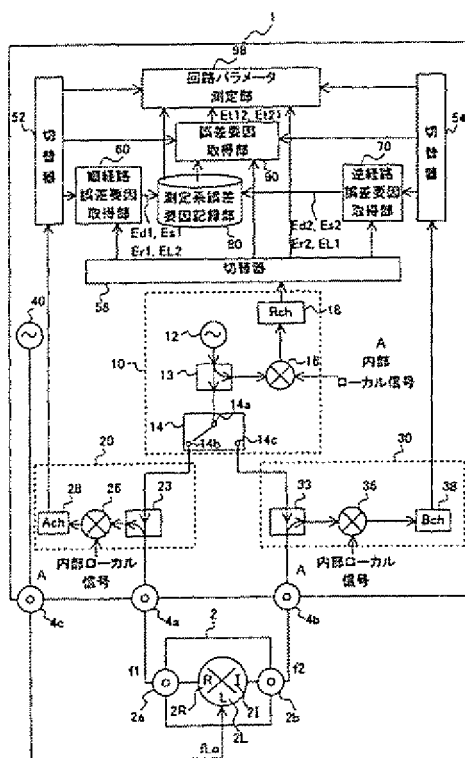 1
98
回路パラメータ
測定部
52
切替器
54
切替器
Et12, Et21
誤差要因
取得部
90
60
順経路
誤差要因
取得部
測定系誤差
要因記録部
80
70
逆経路
誤差要因
取得部
Ed1, Es1
Er1, EL2
Ed2, Es2
Er2, EL1
切替器
56
40
10
12
13
Rch
18
16
A
内部
ローカル信号
14
14a
14b
14c
20
28
Ach
26
23
内部ローカル
信号
30
33
36
38
Bch
内部ローカル
信号
A
A
4c
4a
4b
2
f1
f2
2a
R
I
L
2R
2I
2L
2b
fLo